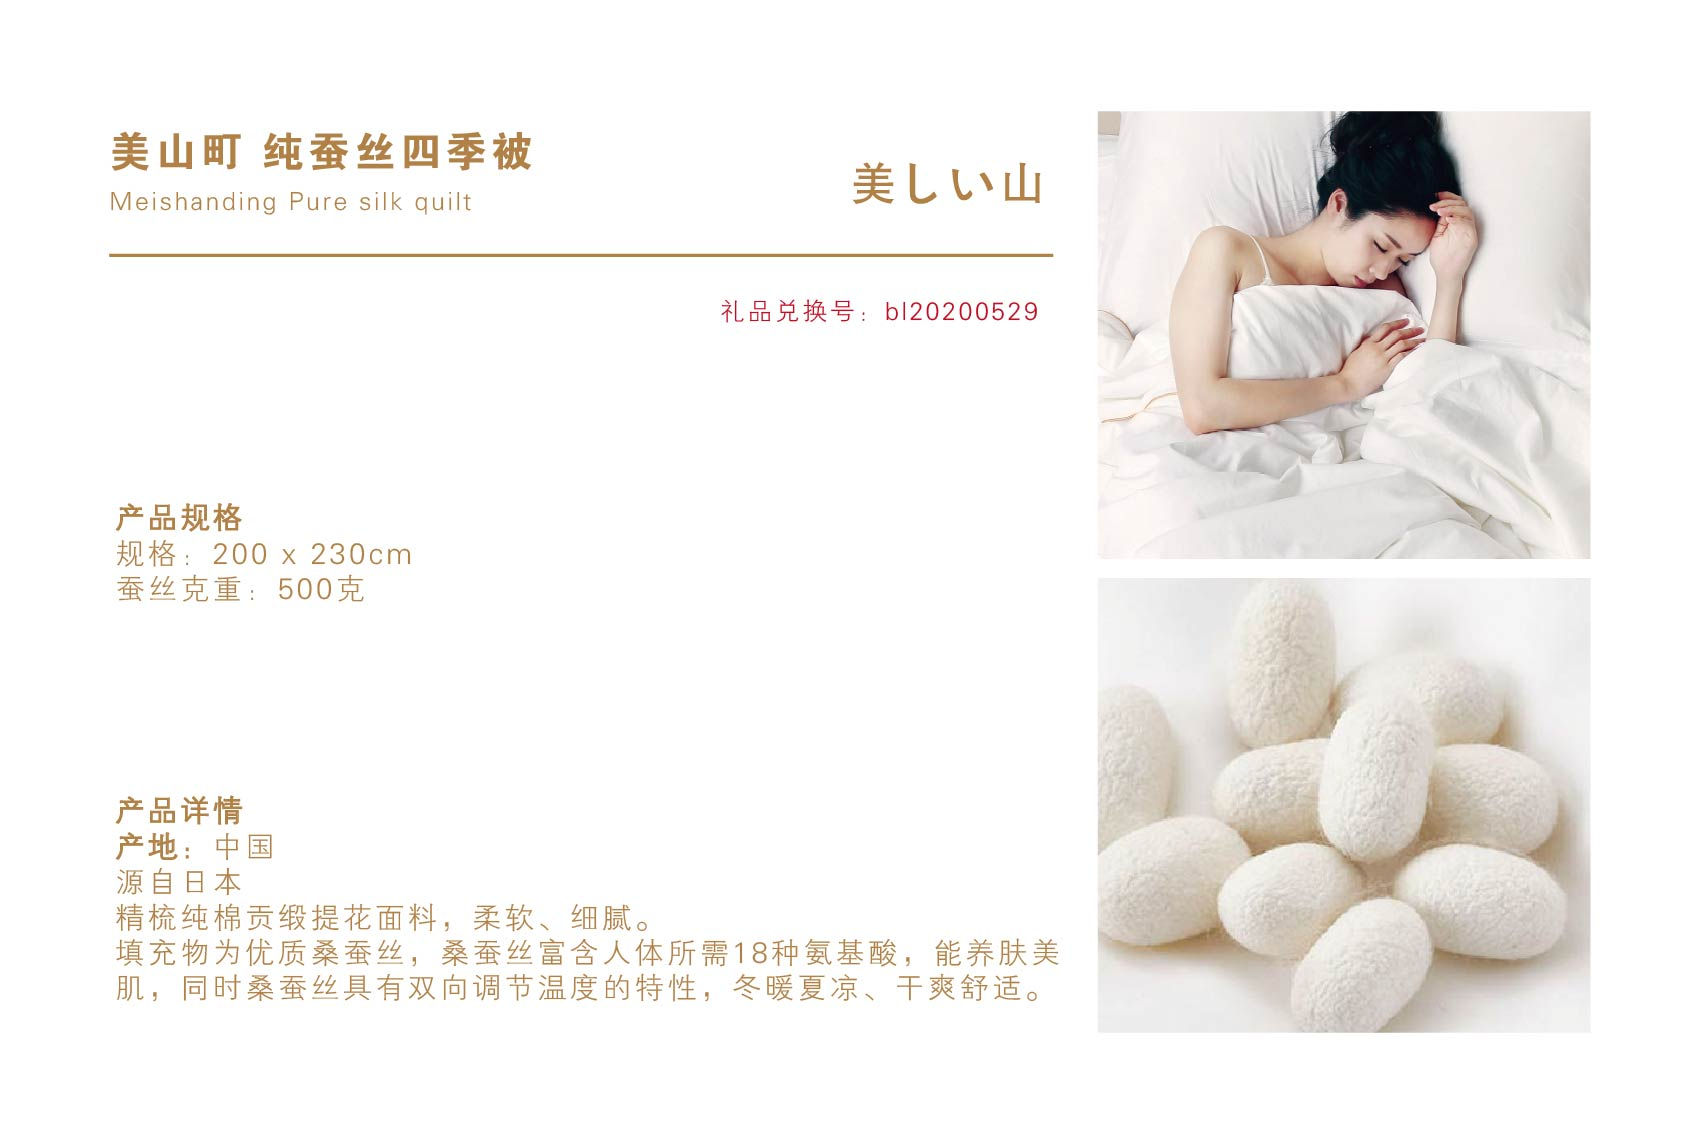 美山町 纯蚕丝四季被
Meishanding Pure silk quilt
美しい山
礼品兑换号：bl20200529
产品规格
规格：200 x 230cm
蚕丝克重：500克
产品详情
产地：中国
源自日本
精梳纯棉贡缎提花面料，柔软、细腻。
填充物为优质桑蚕丝，桑蚕丝富含人体所需18种氨基酸，能养肤美
肌，同时桑蚕丝具有双向调节温度的特性，冬暖夏凉、干爽舒适。